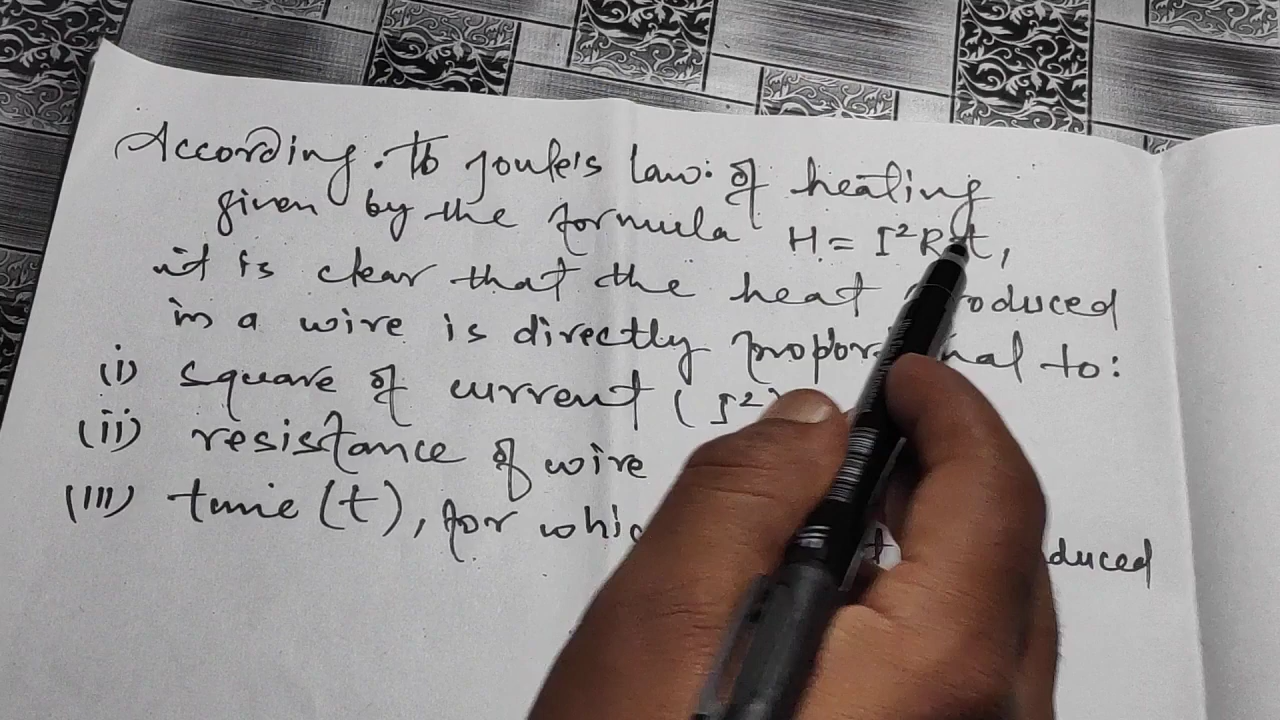 According. to Joule's law: of heating
given by the formula H = I²Rt,
it is clear that the heat produced
in a wire is directly proportional to:
(i) square of current (I²)
(ii) resistance of wire
(III) time (t), for